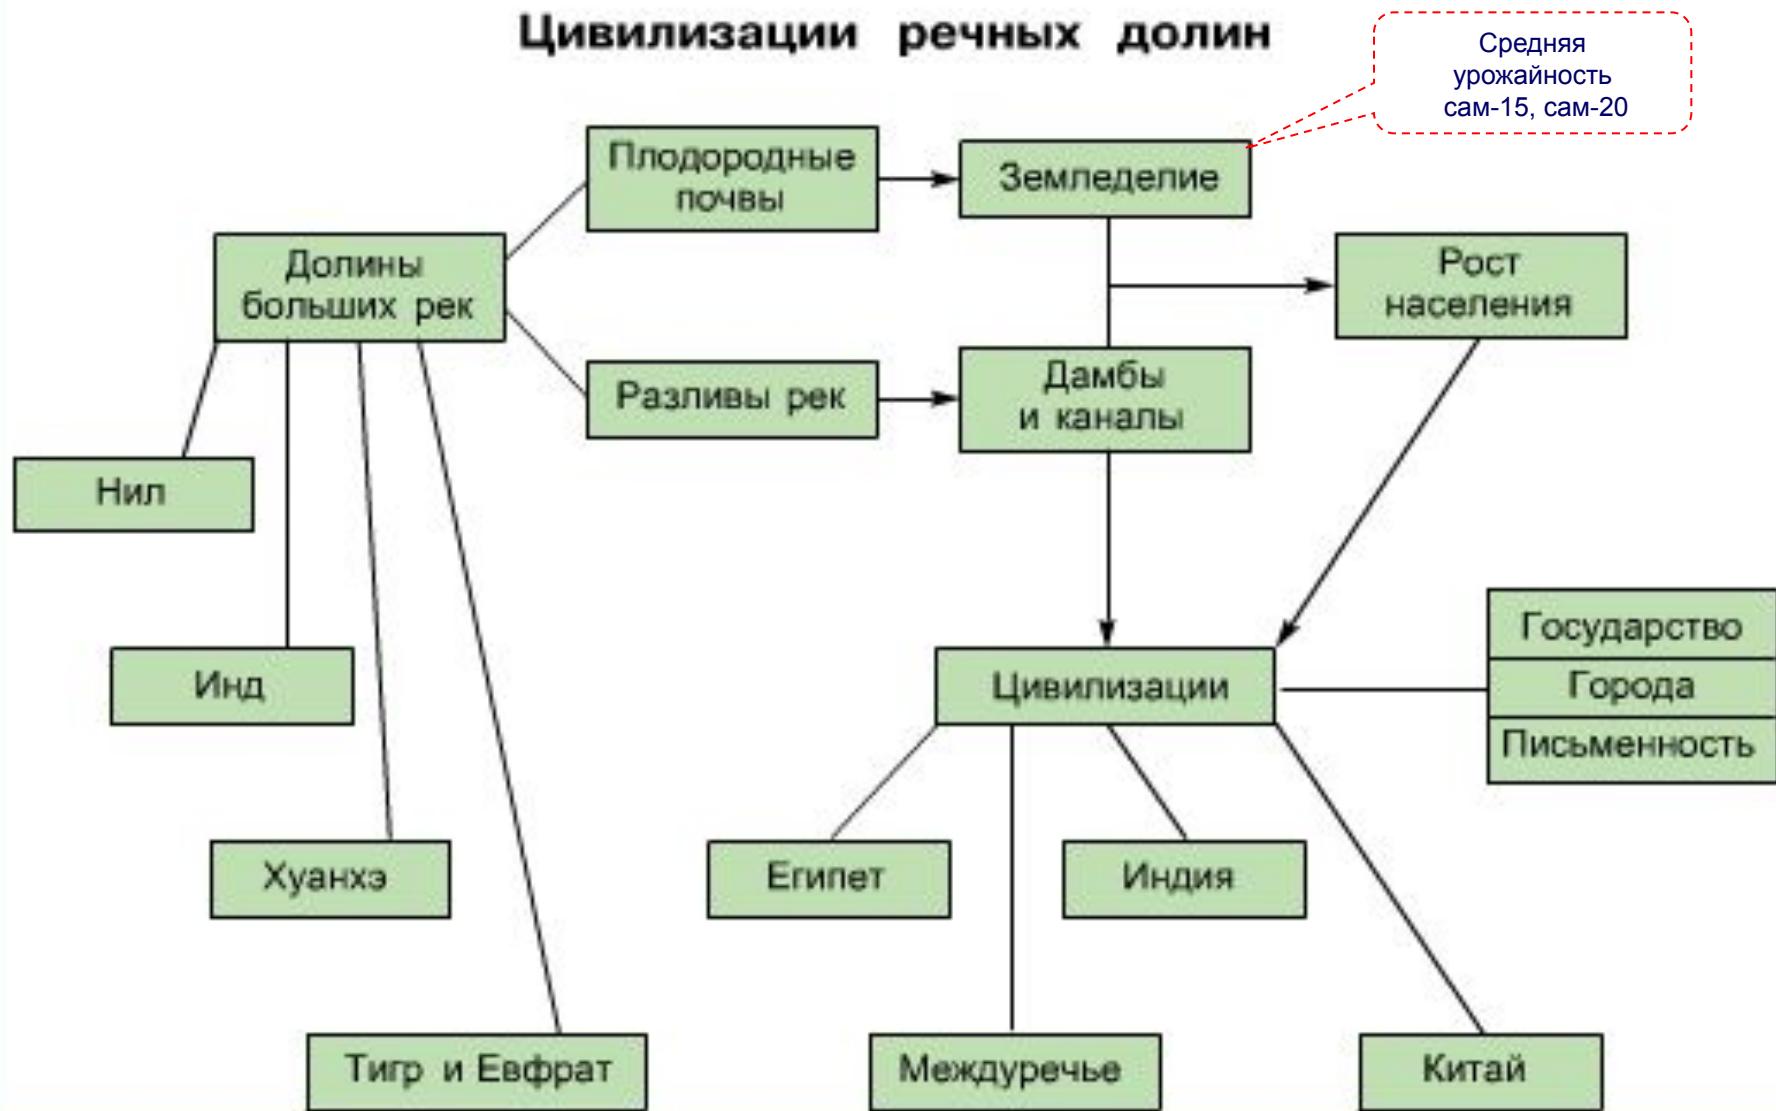 Цивилизации речных долин
Средняя
урожайность
сам-15, сам-20
Плодородные
почвы
Земледелие
Долины
больших рек
Рост
населения
Разливы рек
Дамбы
и каналы
Нил
Инд
Хуанхэ
Тигр и Евфрат
Цивилизации
Государство
Города
Письменность
Египет
Индия
Междуречье
Китай